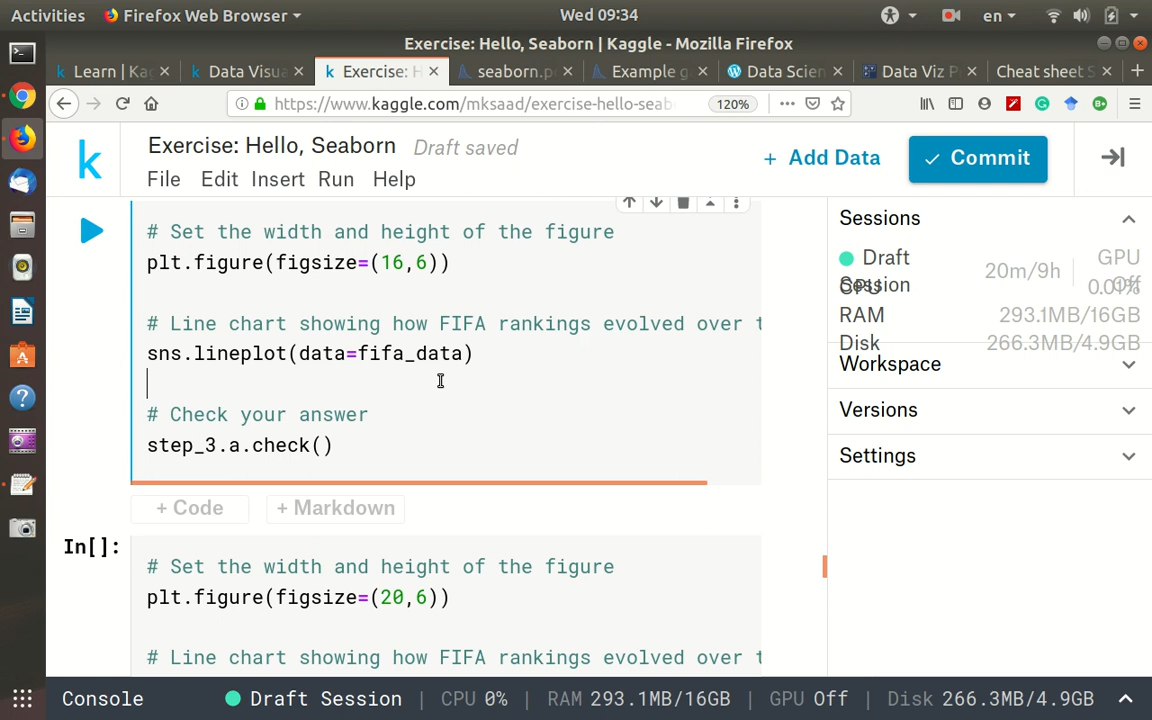 Activities Firefox Web Browser Wed 09:34 en
Exercise: Hello, Seaborn | Kaggle - Mozilla Firefox
Learn | Ka Data Visua Exercise: H seaborn.p Example g Data Scien Data Viz P Cheat sheet S
https://www.kaggle.com/mksaad/exercise-hello-seab 120%
k
Exercise: Hello, Seaborn Draft saved
+ Add Data
Commit
File Edit Insert Run Help
# Set the width and height of the figure
plt.figure(figsize=(16,6))
# Line chart showing how FIFA rankings evolved over t
sns.lineplot(data=fifa_data)
# Check your answer
step_3.a.check()
+ Code + Markdown
In[]:
# Set the width and height of the figure
plt.figure(figsize=(20,6))
# Line chart showing how FIFA rankings evolved over t
Sessions
Draft Session
20m/9h
GPU Off
CPU 0.01%
RAM 293.1MB/16GB
Disk 266.3MB/4.9GB
Workspace
Versions
Settings
Console Draft Session | CPU 0% | RAM 293.1MB/16GB | GPU Off | Disk 266.3MB/4.9GB